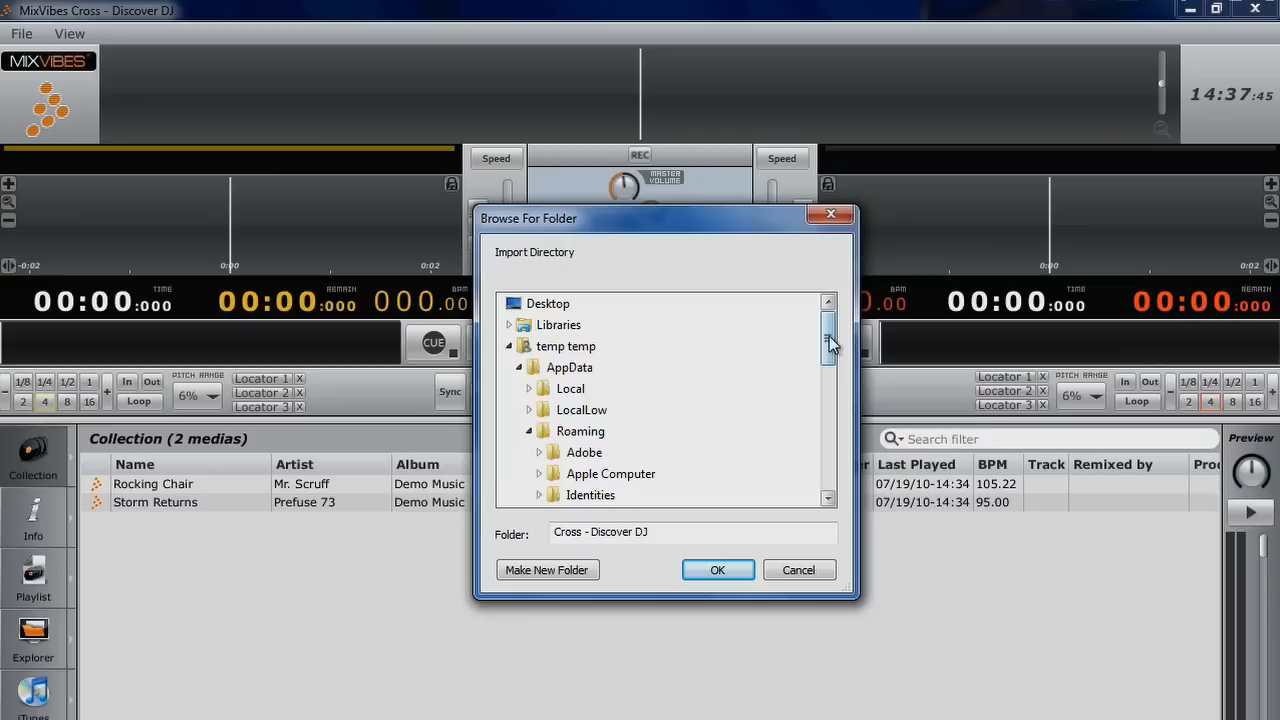 MixVibes Cross - Discover DJ
File View
MIXVIBES
14:37:45
Speed REC Speed
MASTER VOLUME
-0:02 0:00 0:02 0:00 0:02
TIME REMAIN BPM TIME REMAIN
00:00:000 00:00:000 000.00 .00 00:00:000 00:00:000
Browse For Folder
Import Directory
Desktop
Libraries
temp temp
AppData
Local
LocalLow
Roaming
Adobe
Apple Computer
Identities
Folder: Cross - Discover DJ
Make New Folder OK Cancel
CUE
1/8 1/4 1/2 1 In Out PITCH RANGE Locator 1 X
2 4 8 16 Loop 6% Locator 2 X Sync
Locator 3 X
Locator 1 X PITCH RANGE In Out 1/8 1/4 1/2 1
Locator 2 X 6% Loop 2 4 8 16
Locator 3 X
Collection (2 medias)
Search filter
Preview
Name Artist Album Last Played BPM Track Remixed by
Rocking Chair Mr. Scruff Demo Music 07/19/10-14:34 105.22
Storm Returns Prefuse 73 Demo Music 07/19/10-14:34 95.00
Collection
Info
Playlist
Explorer
iTunes